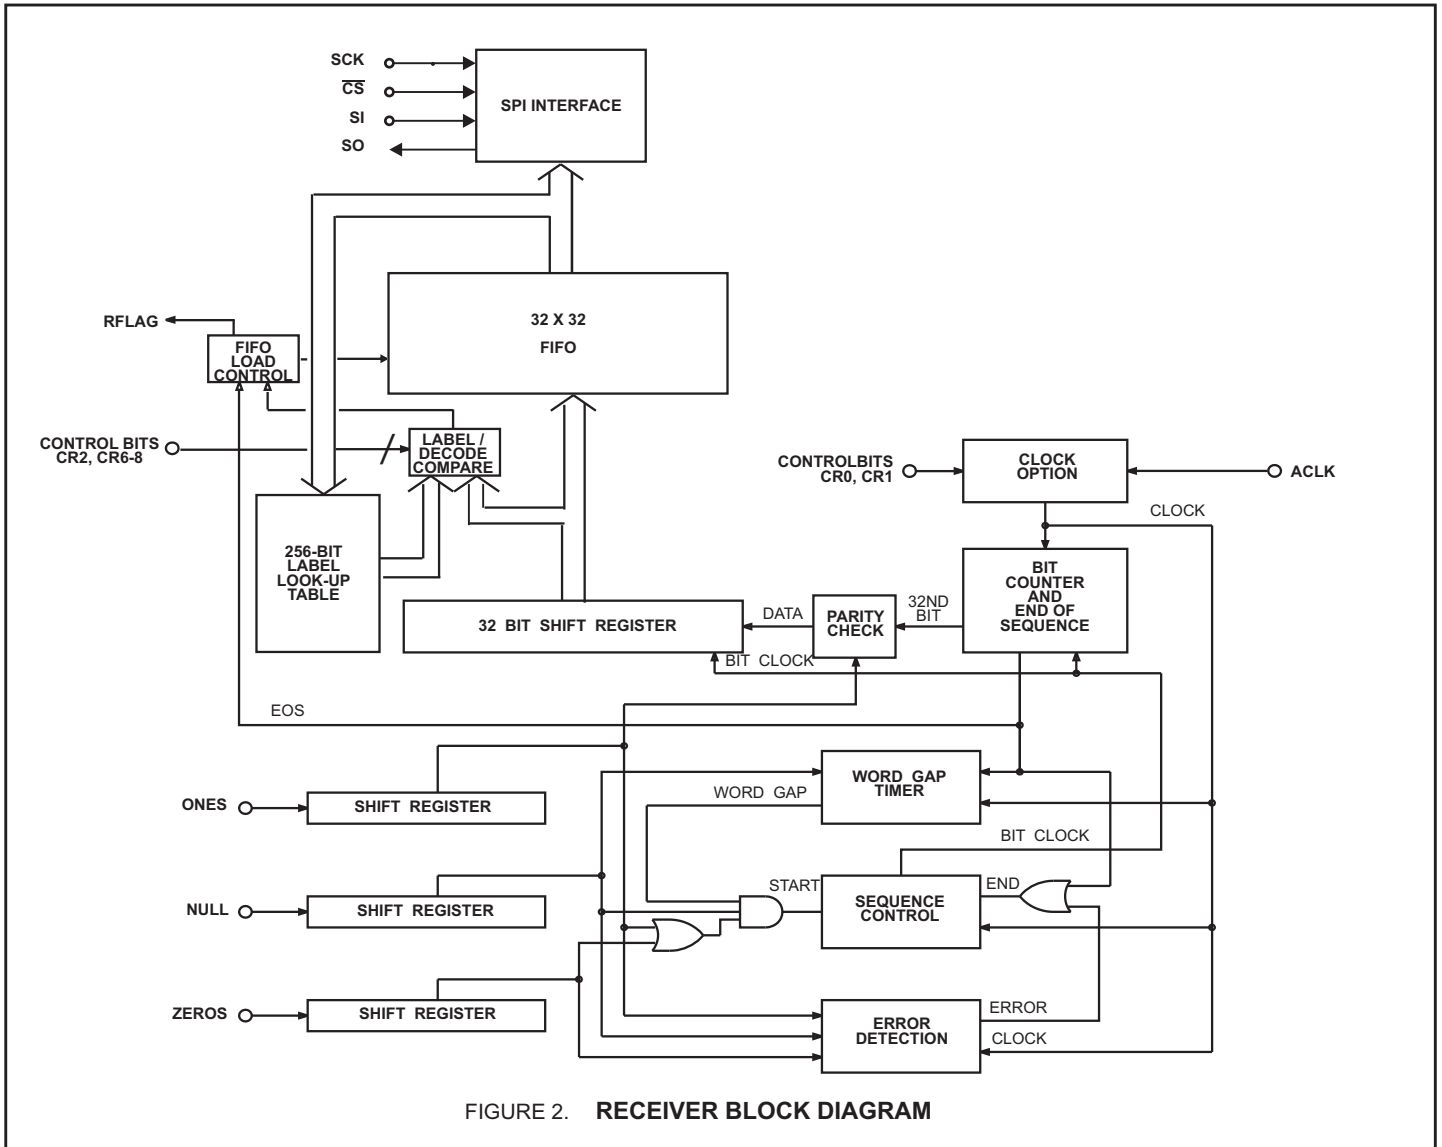 SCK
CS
SI
SO
SPI INTERFACE
32 X 32
FIFO
RFLAG
FIFO
LOAD
CONTROL
CONTROL BITS
CR2, CR6-8
LABEL /
DECODE
COMPARE
CONTROLBITS
CR0, CR1
CLOCK
OPTION
ACLK
CLOCK
256-BIT
LABEL
LOOK-UP
TABLE
BIT
COUNTER
AND
END OF
SEQUENCE
32 BIT SHIFT REGISTER
DATA
PARITY
CHECK
32ND
BIT
BIT CLOCK
EOS
ONES
SHIFT REGISTER
WORD GAP
WORD GAP
TIMER
BIT CLOCK
NULL
SHIFT REGISTER
START
SEQUENCE
CONTROL
END
ZEROS
SHIFT REGISTER
ERROR
DETECTION
ERROR
CLOCK
FIGURE 2. RECEIVER BLOCK DIAGRAM